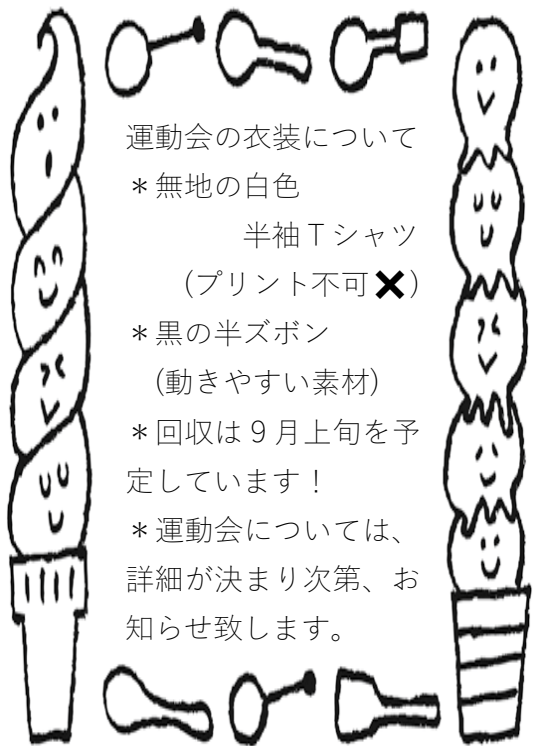 運動会の衣装について
＊無地の白色
半袖Ｔシャツ
(プリント不可✖)
＊黒の半ズボン
(動きやすい素材)
＊回収は９月上旬を予
定しています！
＊運動会については、
詳細が決まり次第、お
知らせ致します。